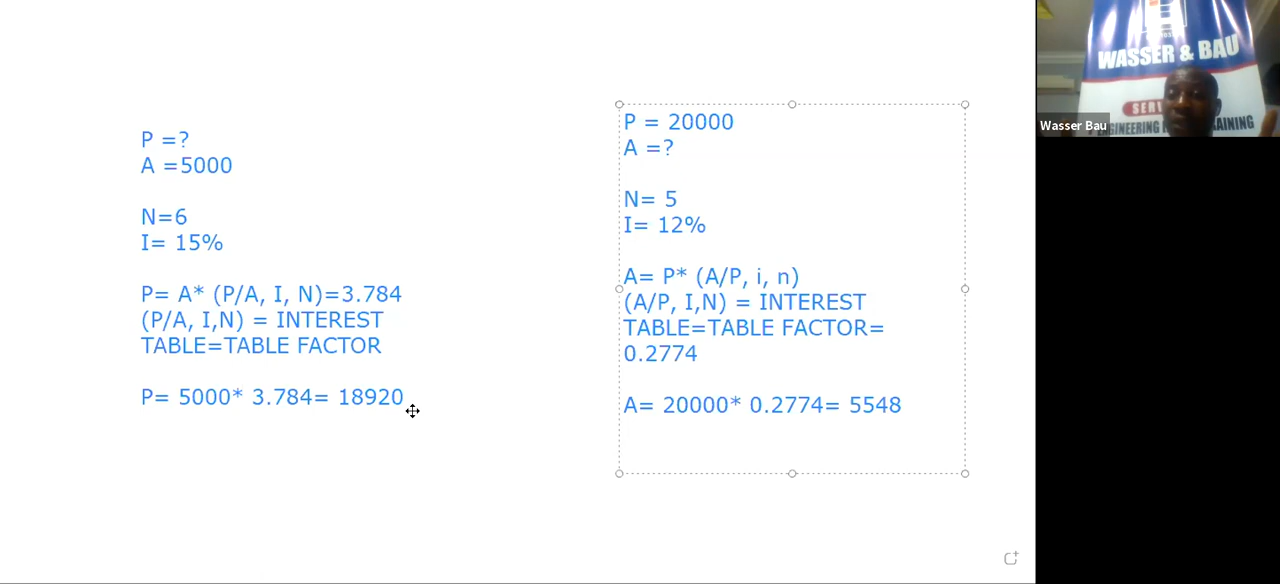 P =?
A =5000
N=6
I= 15%
P= A* (P/A, I, N)=3.784
(P/A, I,N) = INTEREST
TABLE=TABLE FACTOR
P= 5000* 3.784= 18920
P = 20000
A =?
N= 5
I= 12%
A= P* (A/P, i, n)
(A/P, I,N) = INTEREST
TABLE=TABLE FACTOR=
0.2774
A= 20000* 0.2774= 5548
WASSER & BAU
Wasser Bau